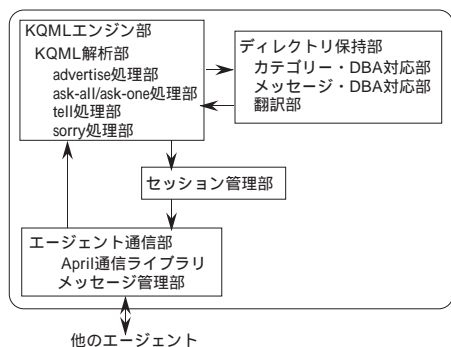 KQMLエンジン部
KQML解析部
advertise処理部
ask-all/ask-one処理部
tell処理部
sorry処理部
ディレクトリ保持部
カテゴリー・DBA対応部
メッセージ・DBA対応部
翻訳部
セッション管理部
エージェント通信部
April通信ライブラリ
メッセージ管理部
他のエージェント